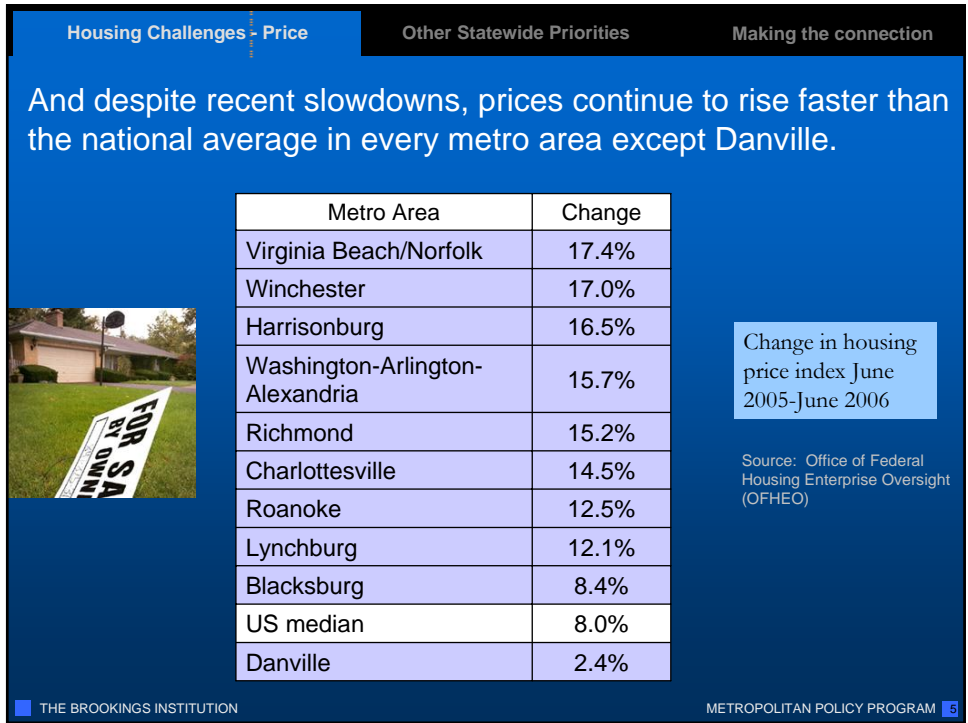 Housing Challenges - Price
Other Statewide Priorities
Making the connection
And despite recent slowdowns, prices continue to rise faster than
the national average in every metro area except Danville.
Metro Area Change
Virginia Beach/Norfolk 17.4%
Winchester 17.0%
Harrisonburg 16.5%
Washington-Arlington-
Alexandria 15.7%
Richmond 15.2%
Charlottesville 14.5%
Roanoke 12.5%
Lynchburg 12.1%
Blacksburg 8.4%
US median 8.0%
Danville 2.4%
FOR SA
BY OWN
Change in housing
price index June
2005-June 2006
Source: Office of Federal
Housing Enterprise Oversight
(OFHEO)
THE BROOKINGS INSTITUTION
METROPOLITAN POLICY PROGRAM 5